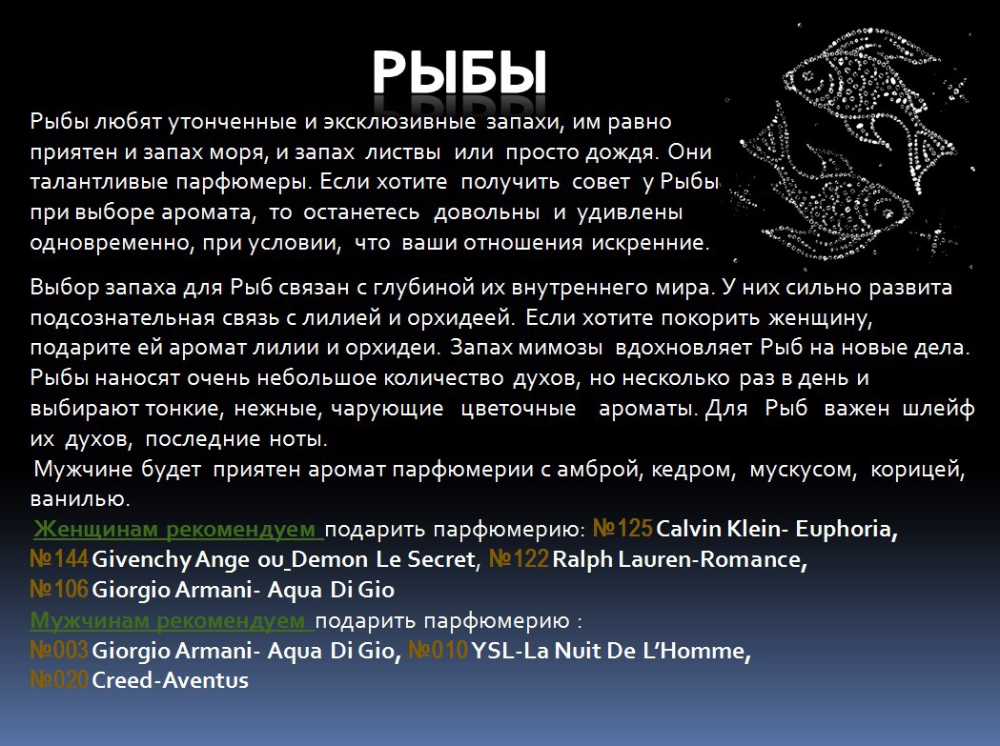 РЫБЫ
Рыбы любят утонченные и эксклюзивные запахи, им равно
приятен и запах моря, и запах листвы или просто дождя. Они
талантливые парфюмеры. Если хотите получить совет у Рыбы
при выборе аромата, то останетесь довольны и удивлены
одновременно, при условии, что ваши отношения искренние.
Выбор запаха для Рыб связан с глубиной их внутреннего мира. У них сильно развита
подсознательная связь с лилией и орхидеей. Если хотите покорить женщину,
подарите ей аромат лилии и орхидеи. Запах мимозы вдохновляет Рыб на новые дела.
Рыбы наносят очень небольшое количество духов, но несколько раз в день и
выбирают тонкие, нежные, чарующие цветочные ароматы. Для Рыб важен шлейф
их духов, последние ноты.
Мужчине будет приятен аромат парфюмерии с амброй, кедром, мускусом, корицей,
ванилью.
Женщинам рекомендуем подарить парфюмерию: №125 Calvin Klein- Euphoria,
№144 Givenchy Ange ou_Demon Le Secret, №122 Ralph Lauren-Romance,
№106 Giorgio Armani- Aqua Di Gio
Мужчинам рекомендуем подарить парфюмерию :
№003 Giorgio Armani- Aqua Di Gio, №010 YSL-La Nuit De L’Homme,
№020 Creed-Aventus